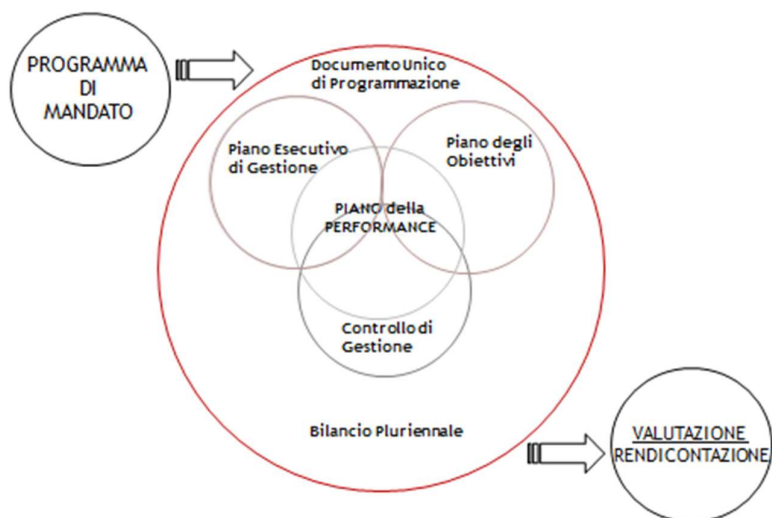 PROGRAMMA
DI
MANDATO
Documento Unico
di Programmazione
Piano Esecutivo
di Gestione
Piano degli
Obiettivi
PIANO della
PERFORMANCE
Controllo di
Gestione
Bilancio Pluriennale
VALUTAZIONE
RENDICONTAZIONE